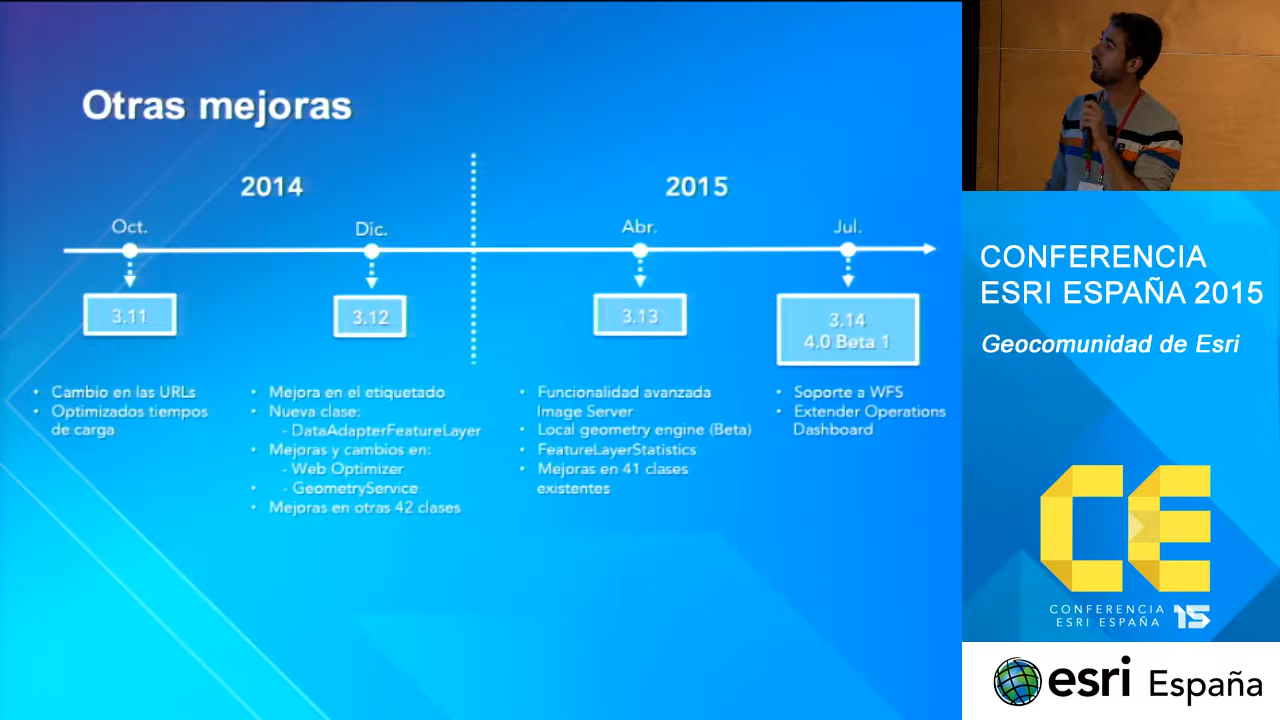 Otras mejoras
2014
2015
Oct.
Dic.
Abr.
Jul.
3.11
3.12
3.13
3.14
4.0 Beta 1
• Cambio en las URLs
• Optimizados tiempos
de carga
• Mejora en el etiquetado
• Nueva clase:
- DataAdapterFeatureLayer
• Mejoras y cambios en:
- Web Optimizer
• - GeometryService
• Mejoras en otras 42 clases
• Funcionalidad avanzada
Image Server
• Local geometry engine (Beta)
• FeatureLayerStatistics
• Mejoras en 41 clases
existentes
• Soporte a WFS
• Extender Operations
Dashboard
CONFERENCIA
ESRI ESPAÑA 2015
Geocomunidad de Esri
CE
CONFERENCIA
ESRI ESPAÑA 15
esri España